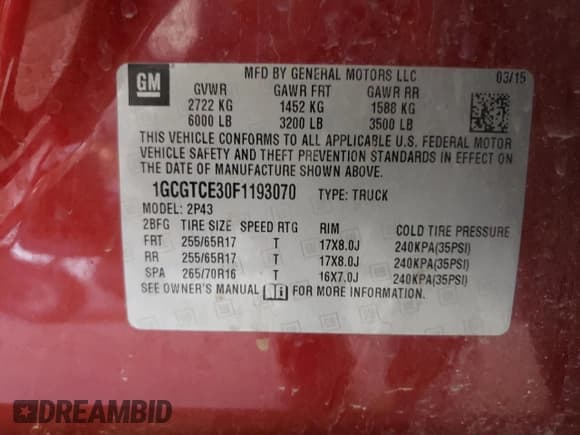 GM MFD BY GENERAL MOTORS LLC 03/15
GVWR GAWR FRT GAWR RR
2722 KG 1452 KG 1588 KG
6000 LB 3200 LB 3500 LB
THIS VEHICLE CONFORMS TO ALL APPLICABLE U.S. FEDERAL MOTOR
VEHICLE SAFETY AND THEFT PREVENTION STANDARDS IN EFFECT ON
THE DATE OF MANUFACTURE SHOWN ABOVE.
1GCGTCE30F1193070 TYPE: TRUCK
MODEL: 2P43
2BFG TIRE SIZE SPEED RTG RIM COLD TIRE PRESSURE
FRT 255/65R17 T 17X8.0J 240KPA(35PSI)
RR 255/65R17 T 17X8.0J 240KPA(35PSI)
SPA 265/70R16 T 16X7.0J 240KPA(35PSI)
SEE OWNER'S MANUAL FOR MORE INFORMATION.
DREAMBID